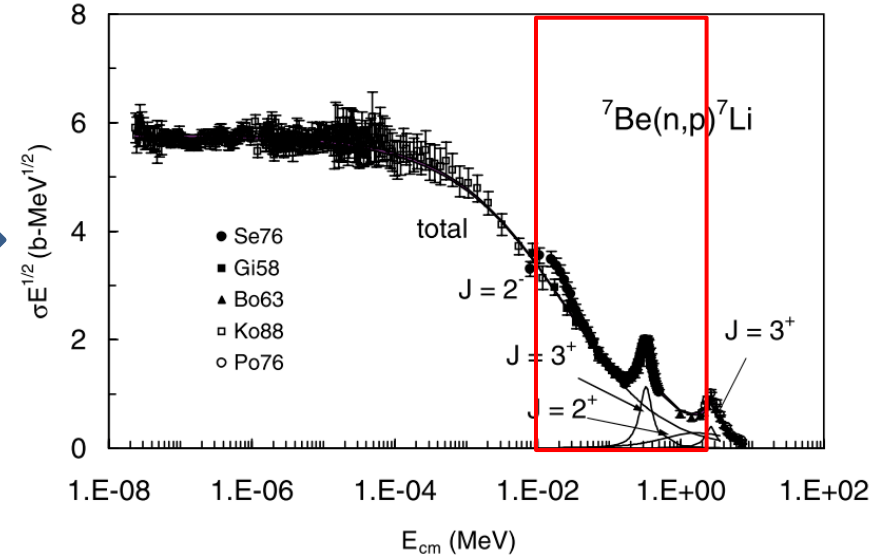 8
⁷Be(n,p)⁷Li
6
σE^1/2 (b-MeV^1/2)
4
total
● Se76
■ Gi58
▲ Bo63
□ Ko88
○ Po76
J = 2⁻
2
J = 3⁺
J = 3⁺
J = 2⁺
0
1.E-08 1.E-06 1.E-04 1.E-02 1.E+00 1.E+02
E_cm (MeV)